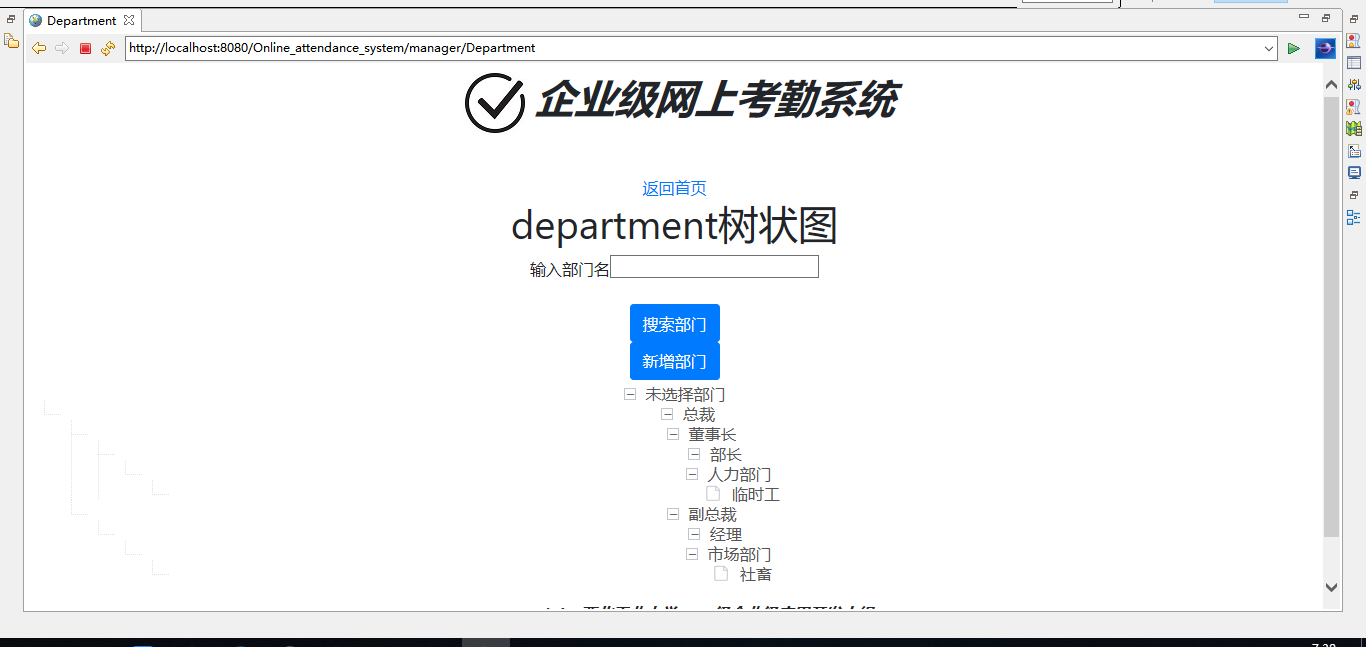 Department
http://localhost:8080/Online_attendance_system/manager/Department
企业级网上考勤系统
返回首页
department树状图
输入部门名
搜索部门
新增部门
未选择部门
总裁
董事长
部长
人力部门
临时工
副总裁
经理
市场部门
社畜